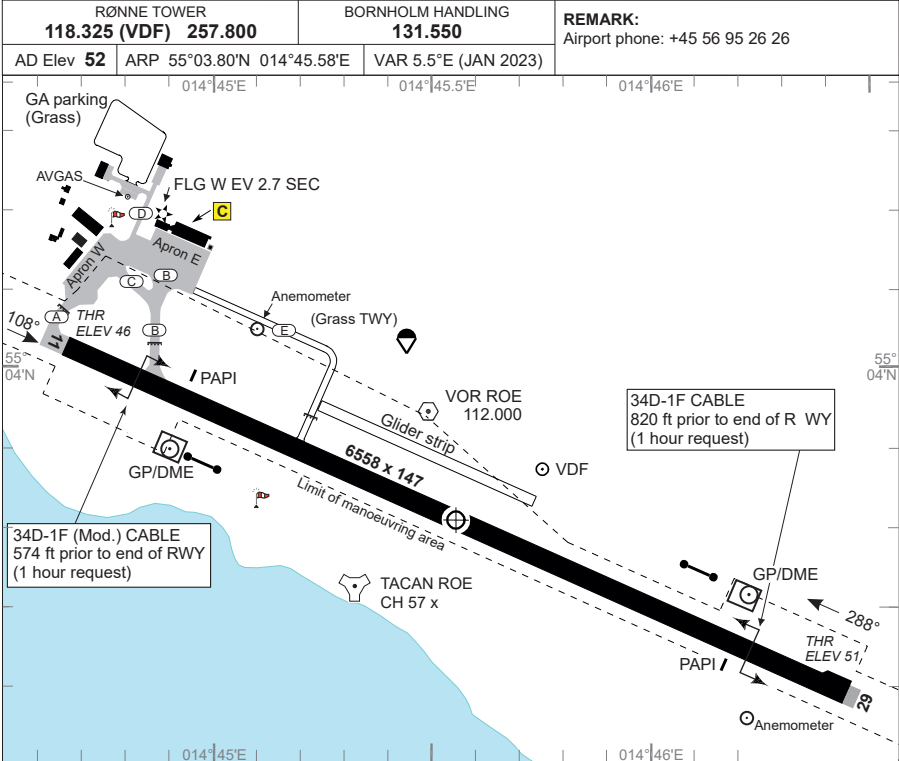 RØNNE TOWER
118.325 (VDF) 257.800
BORNHOLM HANDLING
131.550
REMARK:
Airport phone: +45 56 95 26 26
AD Elev 52
ARP 55°03.80'N 014°45.58'E
VAR 5.5°E (JAN 2023)
014°45'E
014°45.5'E
014°46'E
GA parking
(Grass)
AVGAS
FLG W EV 2.7 SEC
D
C
Apron E
Apron W
C
B
Anemometer
(Grass TWY)
E
A
THR
ELEV 46
B
108°
11
55°
04'N
55°
04'N
PAPI
VOR ROE
112.000
34D-1F CABLE
820 ft prior to end of R WY
(1 hour request)
Glider strip
6558 x 147
VDF
GP/DME
Limit of manoeuvring area
34D-1F (Mod.) CABLE
574 ft prior to end of RWY
(1 hour request)
TACAN ROE
CH 57 x
GP/DME
288°
THR
ELEV 51
PAPI
29
Anemometer
014°45'E
014°46'E